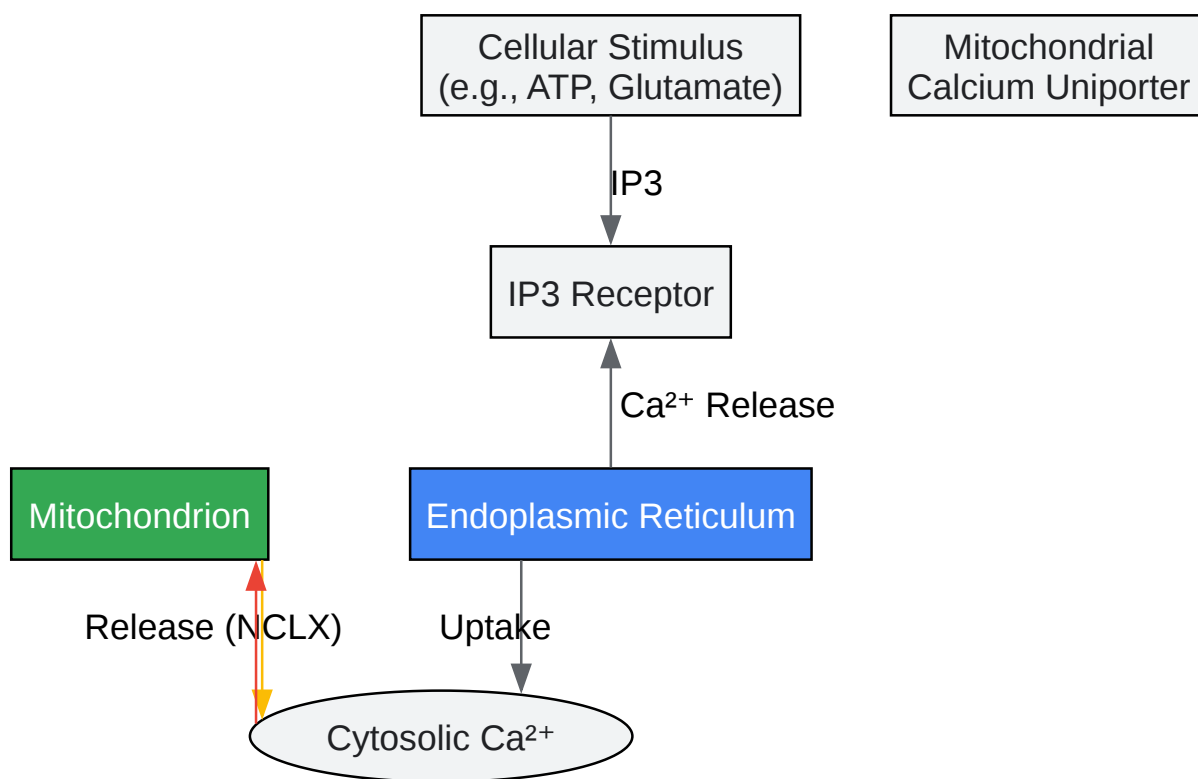 Cellular Stimulus
(e.g., ATP, Glutamate)
Mitochondrial
Calcium Uniporter
IP3
IP3 Receptor
Ca²⁺ Release
Mitochondrion
Endoplasmic Reticulum
Release (NCLX)
Uptake
Cytosolic Ca²⁺